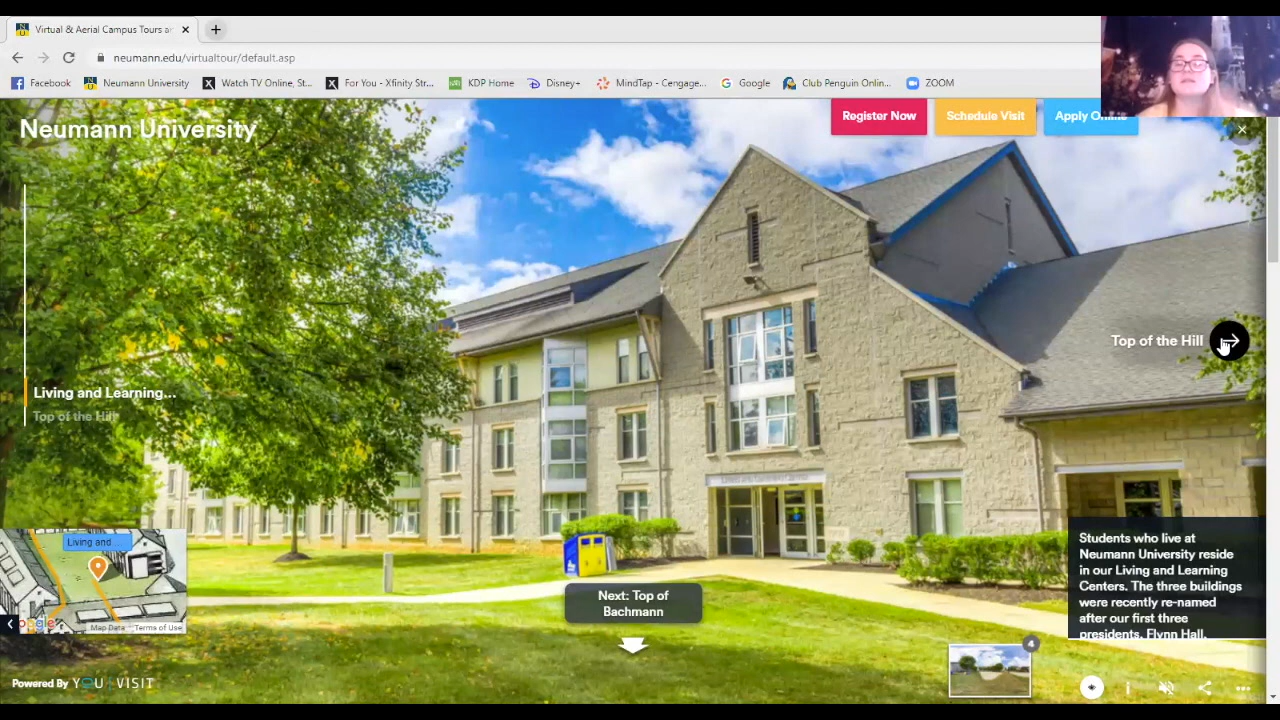 Virtual & Aerial Campus Tours a
neumann.edu/virtualtour/default.asp
Facebook
Neumann University
Watch TV Online, St...
For You - Xfinity Str...
KDP Home
Disney+
MindTap - Cengage...
Google
Club Penguin Onlin...
ZOOM
Neumann University
Register Now
Schedule Visit
Apply Online
Top of the Hill
Living and Learning...
Top of the Hill
Living and
Map Data
Terms of Use
Next: Top of
Bachmann
Students who live at
Neumann University reside
in our Living and Learning
Centers. The three buildings
were recently re-named
after our first three
presidents, Flynn Hall,
4
Powered By YOU VISIT